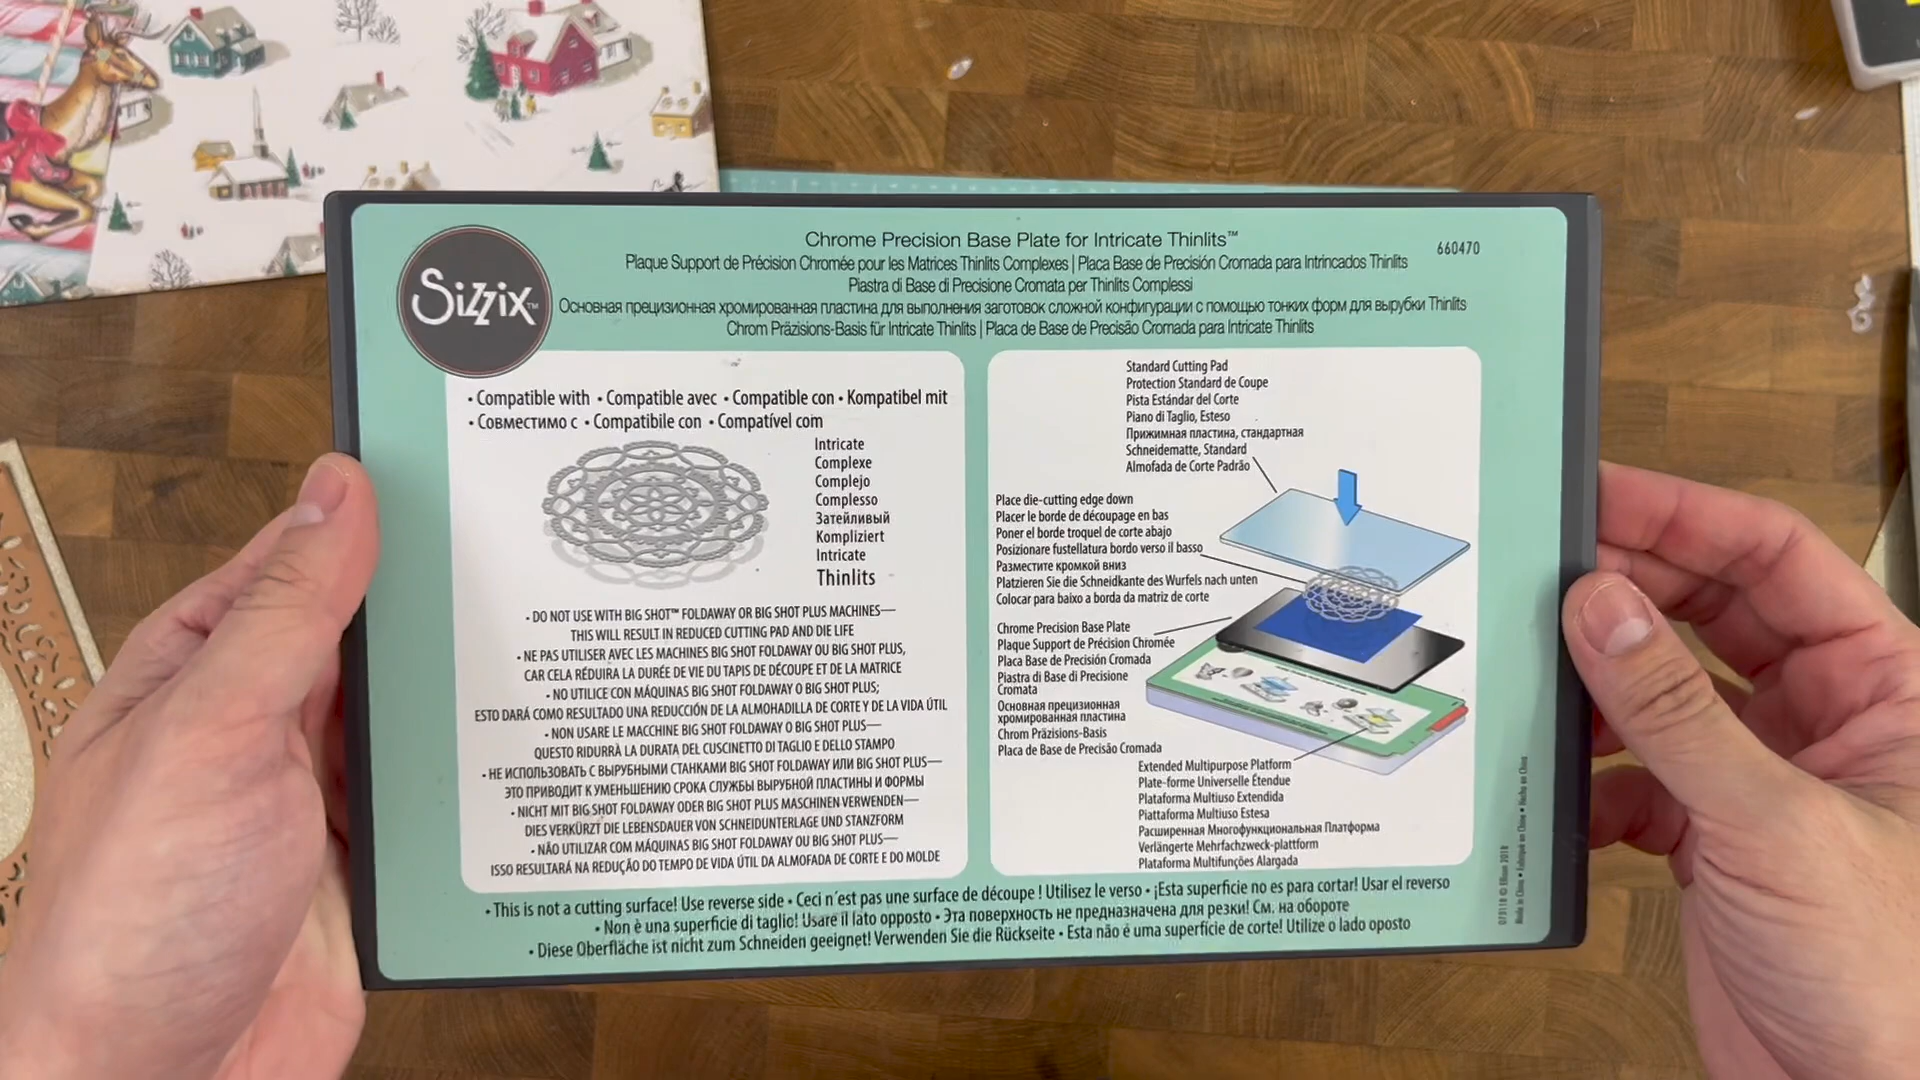 Sizzix™
Chrome Precision Base Plate for Intricate Thinlits™
660470
Plaque Support de Précision Chromée pour les Matrices Thinlits Complexes | Placa Base de Precisión Cromada para Intrincados Thinlits
Piastra di Base di Precisione Cromata per Thinlits Complessi
Основная прецизионная хромированная пластина для выполнения заготовок сложной конфигурации с помощью тонких форм для вырубки Thinlits
Chrom Präzisions-Basis für Intricate Thinlits | Placa de Base de Precisão Cromada para Intricate Thinlits
• Compatible with • Compatible avec • Compatible con • Kompatibel mit
• Совместимо с • Compatibile con • Compatível com
Intricate
Complexe
Complejo
Complesso
Затейливый
Kompliziert
Intricate
Thinlits
• DO NOT USE WITH BIG SHOT™ FOLDAWAY OR BIG SHOT PLUS MACHINES—
THIS WILL RESULT IN REDUCED CUTTING PAD AND DIE LIFE
• NE PAS UTILISER AVEC LES MACHINES BIG SHOT FOLDAWAY OU BIG SHOT PLUS,
CAR CELA RÉDUIRA LA DURÉE DE VIE DU TAPIS DE DÉCOUPE ET DE LA MATRICE
• NO UTILICE CON MÁQUINAS BIG SHOT FOLDAWAY O BIG SHOT PLUS;
ESTO DARÁ COMO RESULTADO UNA REDUCCIÓN DE LA ALMOHADILLA DE CORTE Y DE LA VIDA ÚTIL
• NON USARE LE MACCHINE BIG SHOT FOLDAWAY O BIG SHOT PLUS—
QUESTO RIDURRÀ LA DURATA DEL CUSCINETTO DI TAGLIO E DELLO STAMPO
• НЕ ИСПОЛЬЗОВАТЬ С ВЫРУБНЫМИ СТАНКАМИ BIG SHOT FOLDAWAY ИЛИ BIG SHOT PLUS—
ЭТО ПРИВОДИТ К УМЕНЬШЕНИЮ СРОКА СЛУЖБЫ ВЫРУБНОЙ ПЛАСТИНЫ И ФОРМЫ
• NICHT MIT BIG SHOT FOLDAWAY ODER BIG SHOT PLUS MASCHINEN VERWENDEN—
DIES VERKÜRZT DIE LEBENSDAUER VON SCHNEIDUNTERLAGE UND STANZFORM
• NÃO UTILIZAR COM MÁQUINAS BIG SHOT FOLDAWAY OU BIG SHOT PLUS—
ISSO RESULTARÁ NA REDUÇÃO DO TEMPO DE VIDA ÚTIL DA ALMOFADA DE CORTE E DO MOLDE
Standard Cutting Pad
Protection Standard de Coupe
Pista Estándar del Corte
Piano di Taglio, Esteso
Прижимная пластина, стандартная
Schneidematte, Standard
Almofada de Corte Padrão
Place die-cutting edge down
Placer le borde de découpage en bas
Poner el borde troquel de corte abajo
Posizionare fustellatura bordo verso il basso
Разместите кромкой вниз
Platzieren Sie die Schneidkante des Wurfels nach unten
Colocar para baixo a borda da matriz de corte
Chrome Precision Base Plate
Plaque Support de Précision Chromée
Placa Base de Precisión Cromada
Piastra di Base di Precisione
Cromata
Основная прецизионная
хромированная пластина
Chrom Präzisions-Basis
Placa de Base de Precisão Cromada
Extended Multipurpose Platform
Plate-forme Universelle Étendue
Plataforma Multiuso Extendida
Piattaforma Multiuso Estesa
Расширенная Многофункциональная Платформа
Verlängerte Mehrfachzweck-plattform
Plataforma Multifunções Alargada
• This is not a cutting surface! Use reverse side • Ceci n´est pas une surface de découpe ! Utilisez le verso • ¡Esta superficie no es para cortar! Usar el reverso
• Non è una superficie di taglio! Usare il lato opposto • Эта поверхность не предназначена для резки! См. на обороте
• Diese Oberfläche ist nicht zum Schneiden geeignet! Verwenden Sie die Rückseite • Esta não é uma superfície de corte! Utilize o lado oposto
© Ellison 2018
Made in China • Fabriqué en Chine • Hecho en China